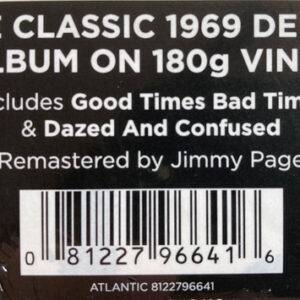 CLASSIC 1969 DE
LBUM ON 180g VIN
cludes Good Times Bad Tim
& Dazed And Confused
Remastered by Jimmy Page
0 81227 96641 6
ATLANTIC 8122796641